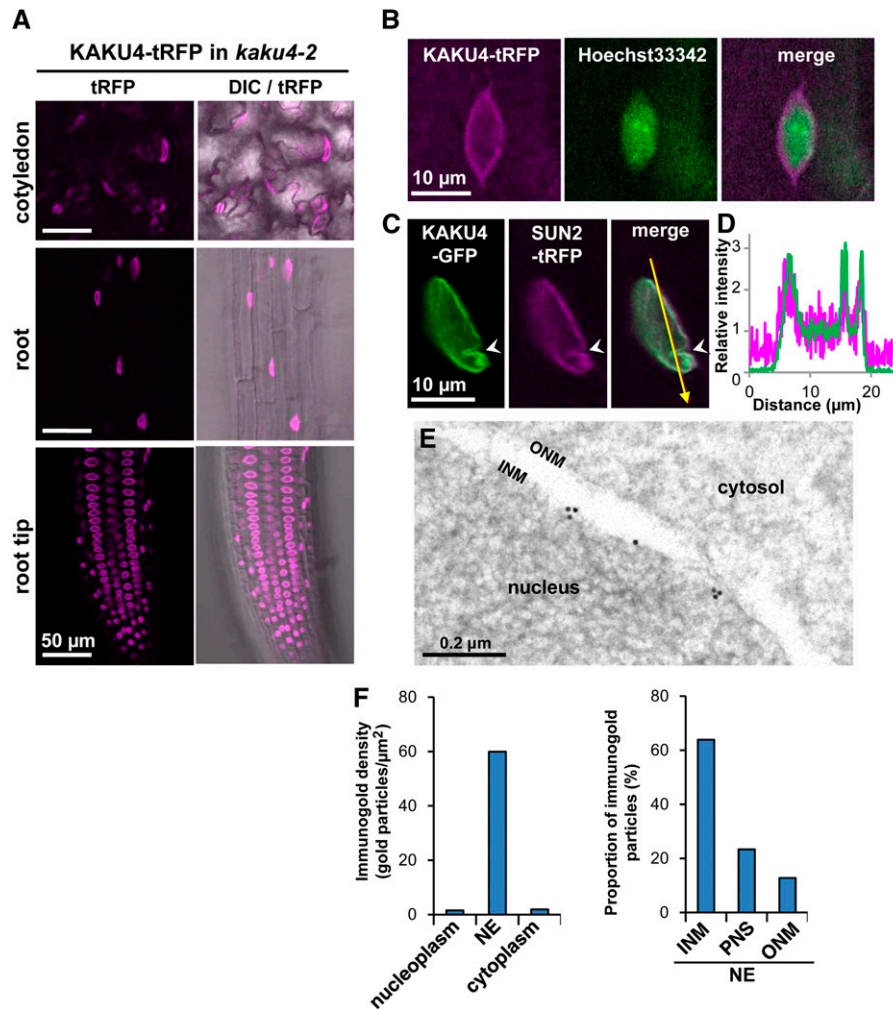 A
KAKU4-tRFP in kaku4-2
tRFP
DIC / tRFP
cotyledon
root
root tip
50 µm
B
KAKU4-tRFP
Hoechst33342
merge
10 µm
C
KAKU4
-GFP
SUN2
-tRFP
merge
10 µm
D
Relative intensity
3
2
1
0
0
10
20
Distance (µm)
E
ONM
INM
cytosol
nucleus
0.2 µm
F
Immunogold density
(gold particles/µm²)
80
60
40
20
0
nucleoplasm
NE
cytoplasm
Proportion of immunogold
particles (%)
80
60
40
20
0
INM
PNS
ONM
NE